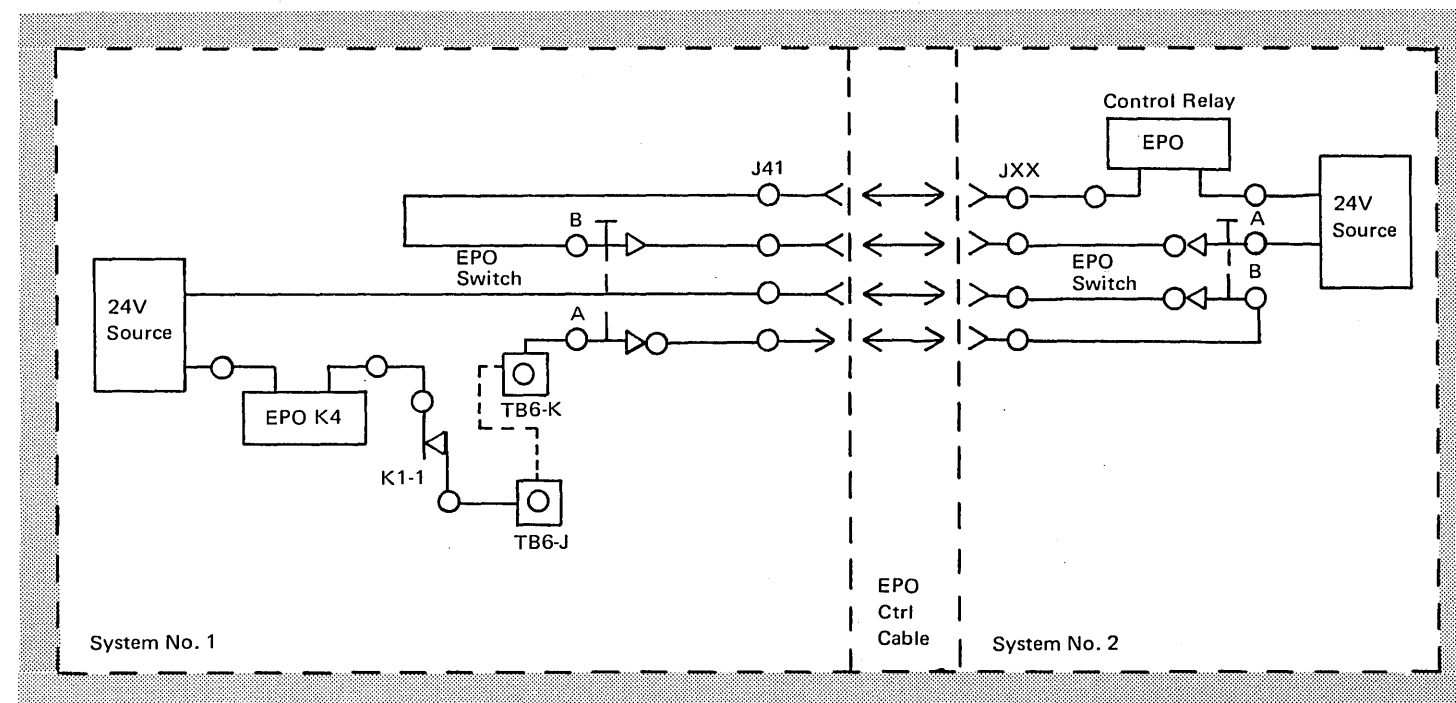 Control Relay
EPO
J41
JXX
24V
Source
A
B
EPO
Switch
EPO
Switch
B
24V
Source
A
TB6-K
EPO K4
K1-1
TB6-J
EPO
Ctrl
Cable
System No. 1
System No. 2